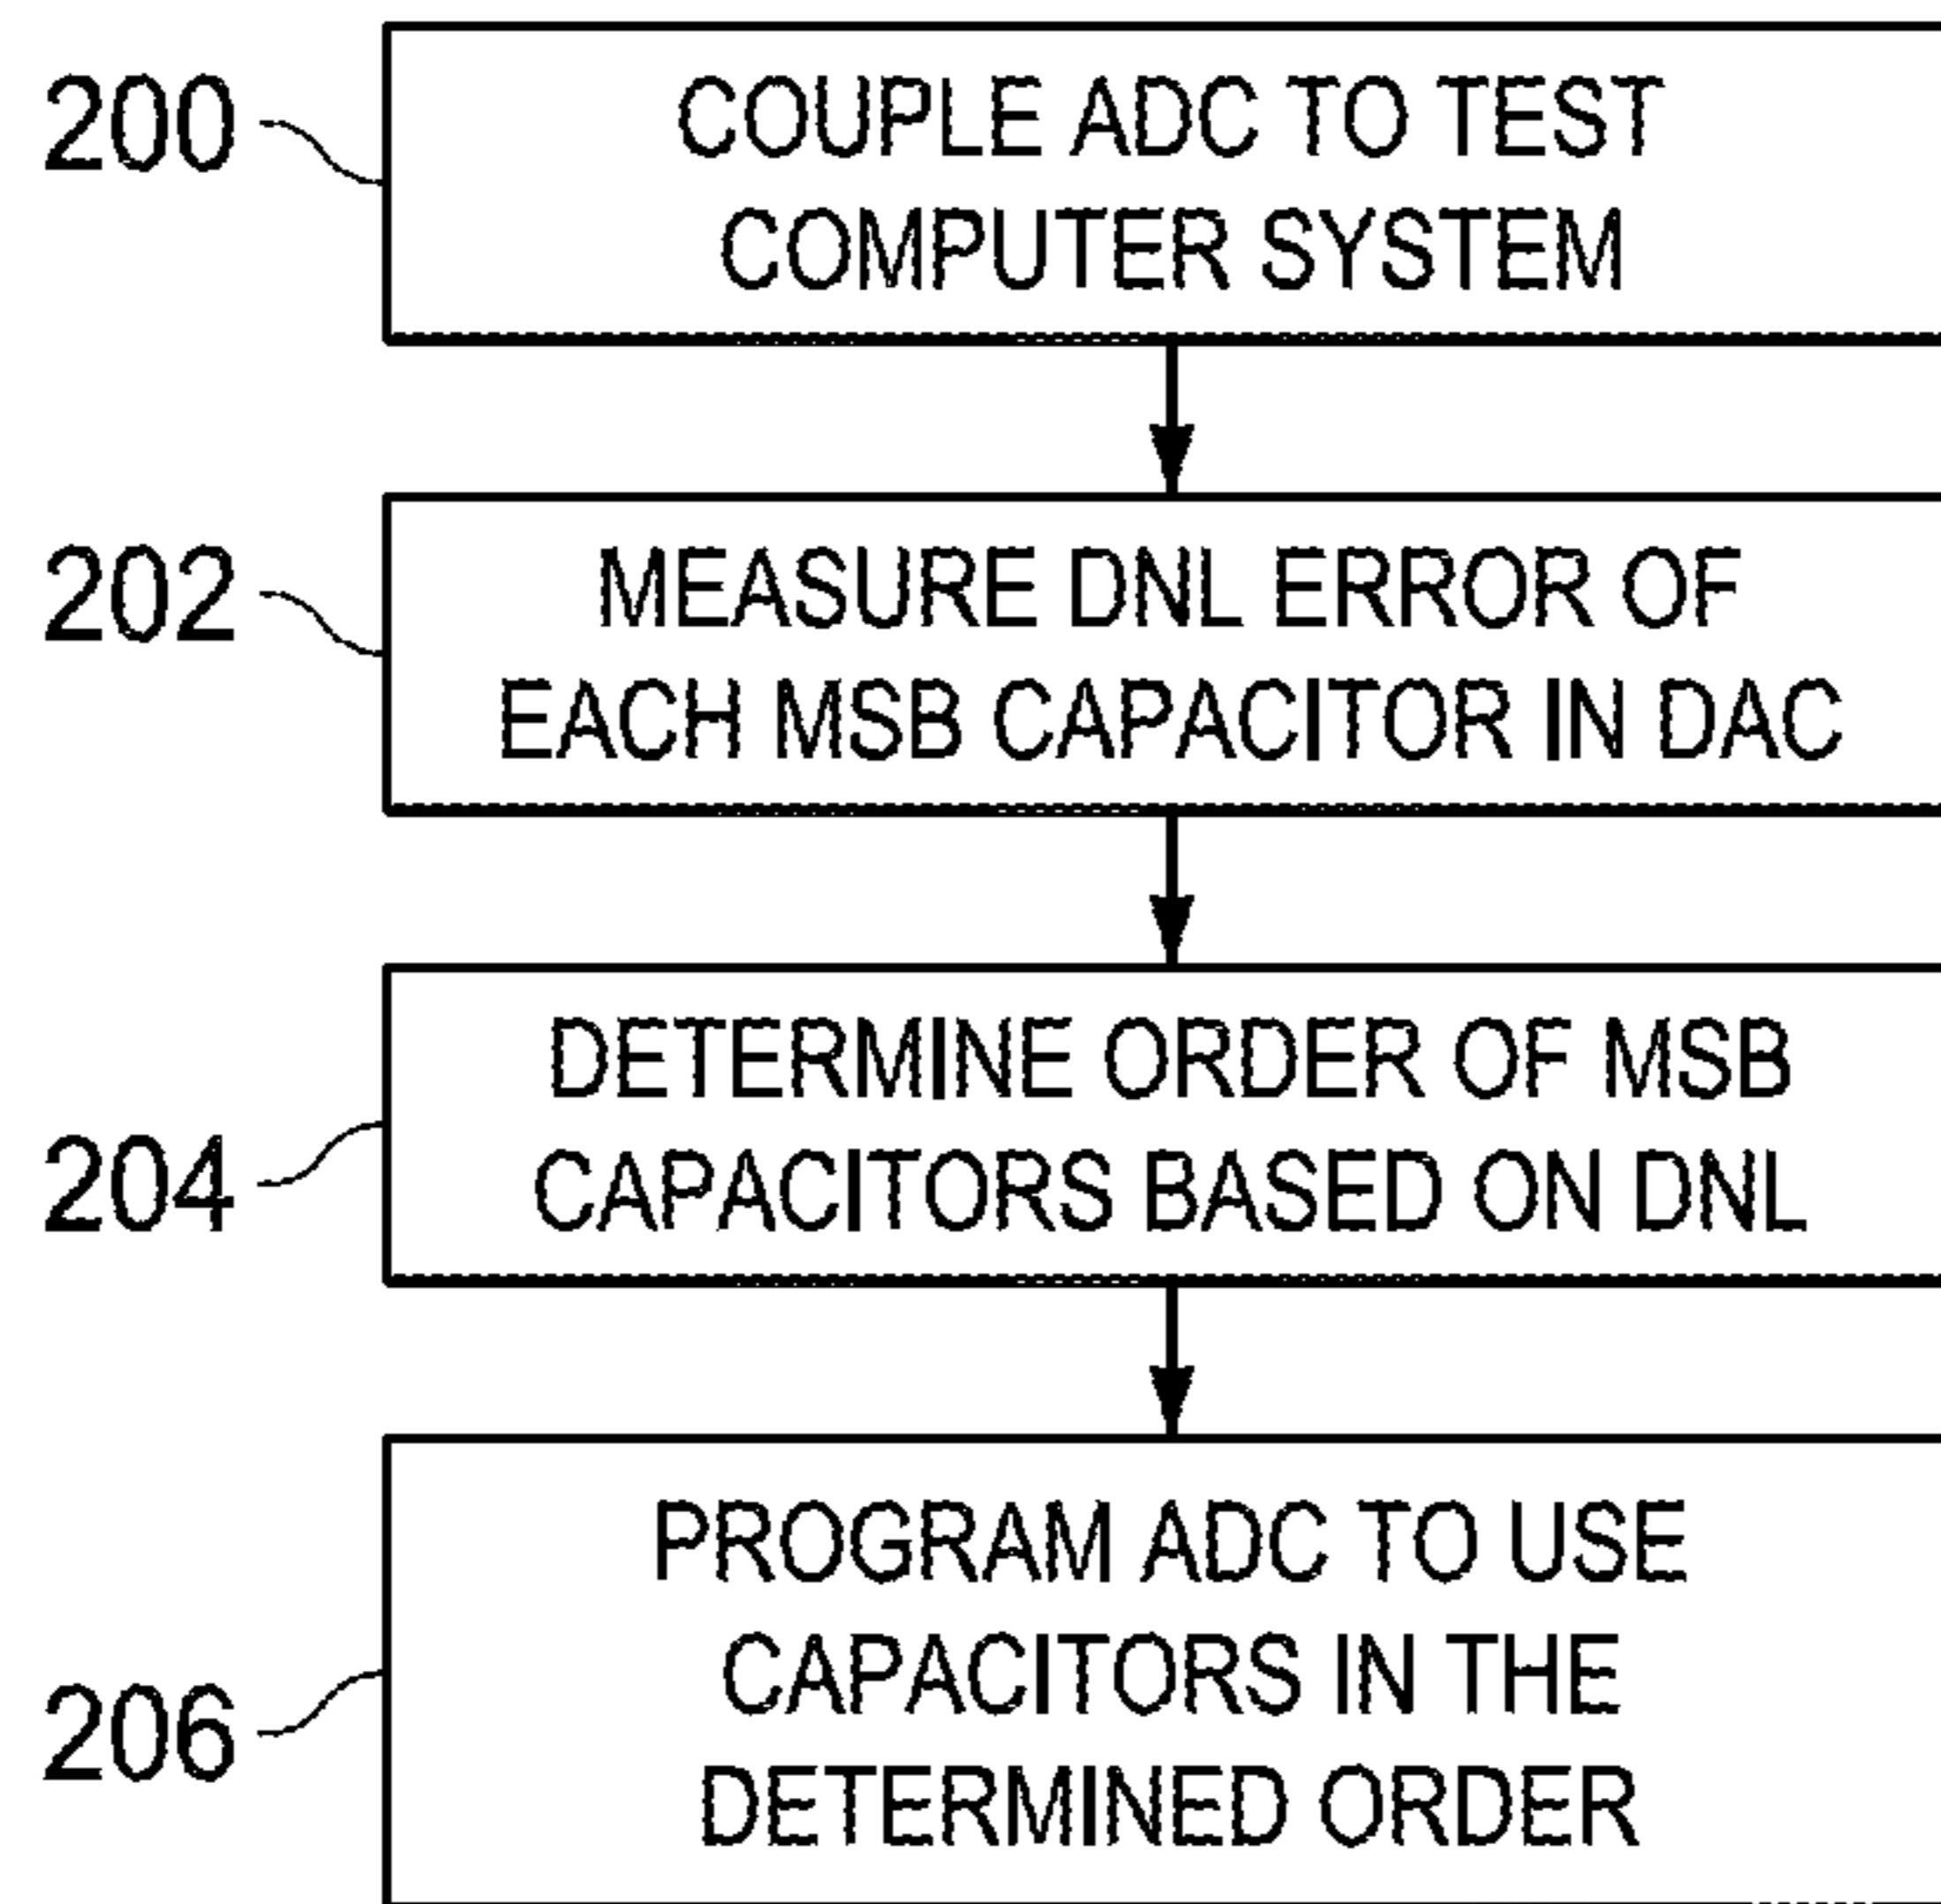 200
COUPLE ADC TO TEST
COMPUTER SYSTEM
202
MEASURE DNL ERROR OF
EACH MSB CAPACITOR IN DAC
204
DETERMINE ORDER OF MSB
CAPACITORS BASED ON DNL
206
PROGRAM ADC TO USE
CAPACITORS IN THE
DETERMINED ORDER